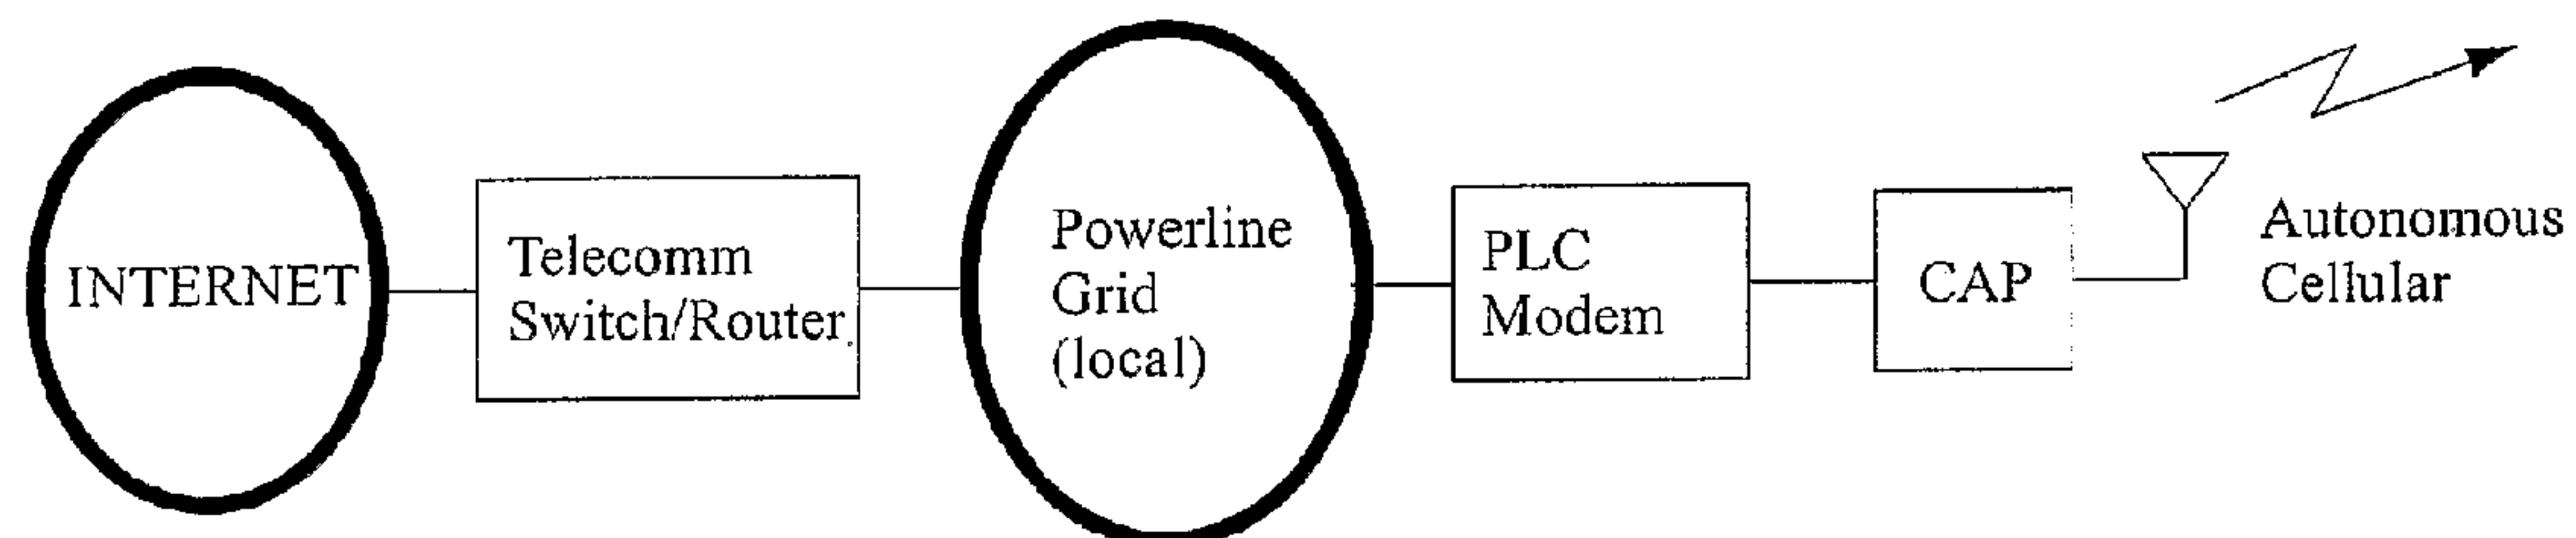 INTERNET
Telecomm
Switch/Router
Powerline
Grid
(local)
PLC
Modem
CAP
Autonomous
Cellular